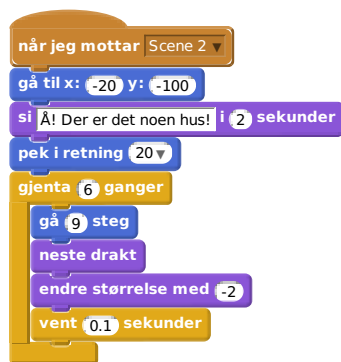 når jeg mottar Scene 2
gå til x: -20 y: -100
si Å! Der er det noen hus! i 2 sekunder
pek i retning 20
gjenta 6 ganger
gå 9 steg
neste drakt
endre størrelse med -2
vent 0.1 sekunder